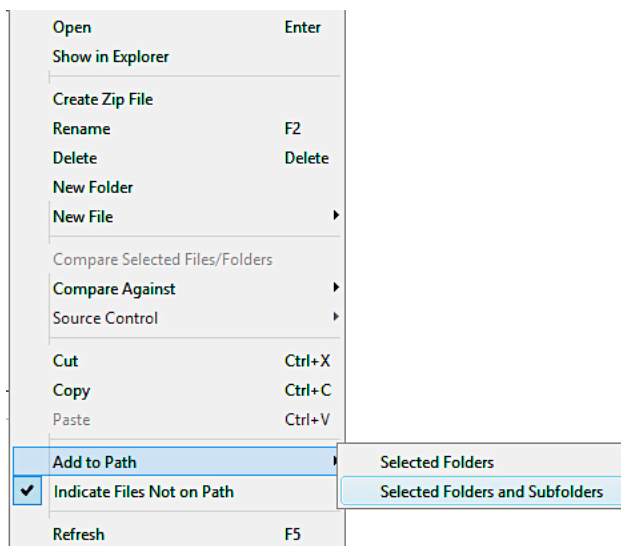 Open Enter
Show in Explorer
Create Zip File
Rename F2
Delete Delete
New Folder
New File
Compare Selected Files/Folders
Compare Against
Source Control
Cut Ctrl+X
Copy Ctrl+C
Paste Ctrl+V
Add to Path Selected Folders
Indicate Files Not on Path Selected Folders and Subfolders
Refresh F5